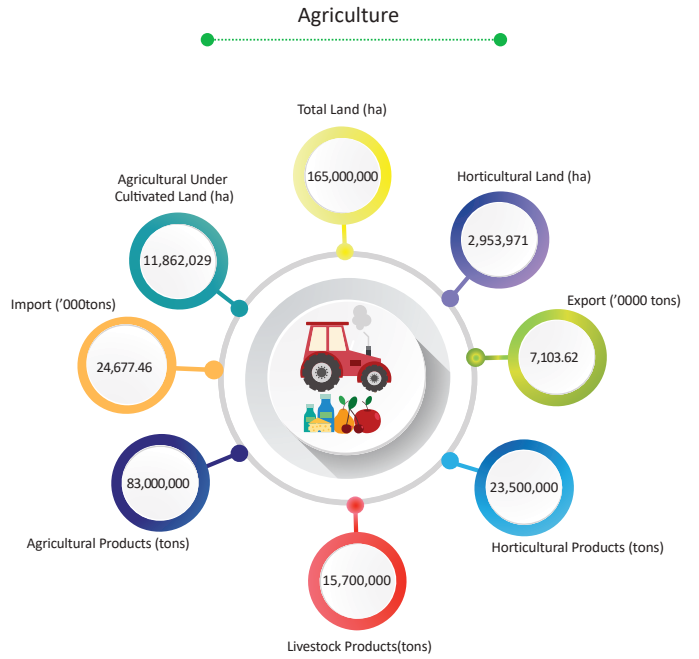 Agriculture
Total Land (ha)
165,000,000
Agricultural Under
Cultivated Land (ha)
11,862,029
Horticultural Land (ha)
2,953,971
Import (’000tons)
24,677.46
Export (’0000 tons)
7,103.62
83,000,000
Agricultural Products (tons)
23,500,000
Horticultural Products (tons)
15,700,000
Livestock Products(tons)